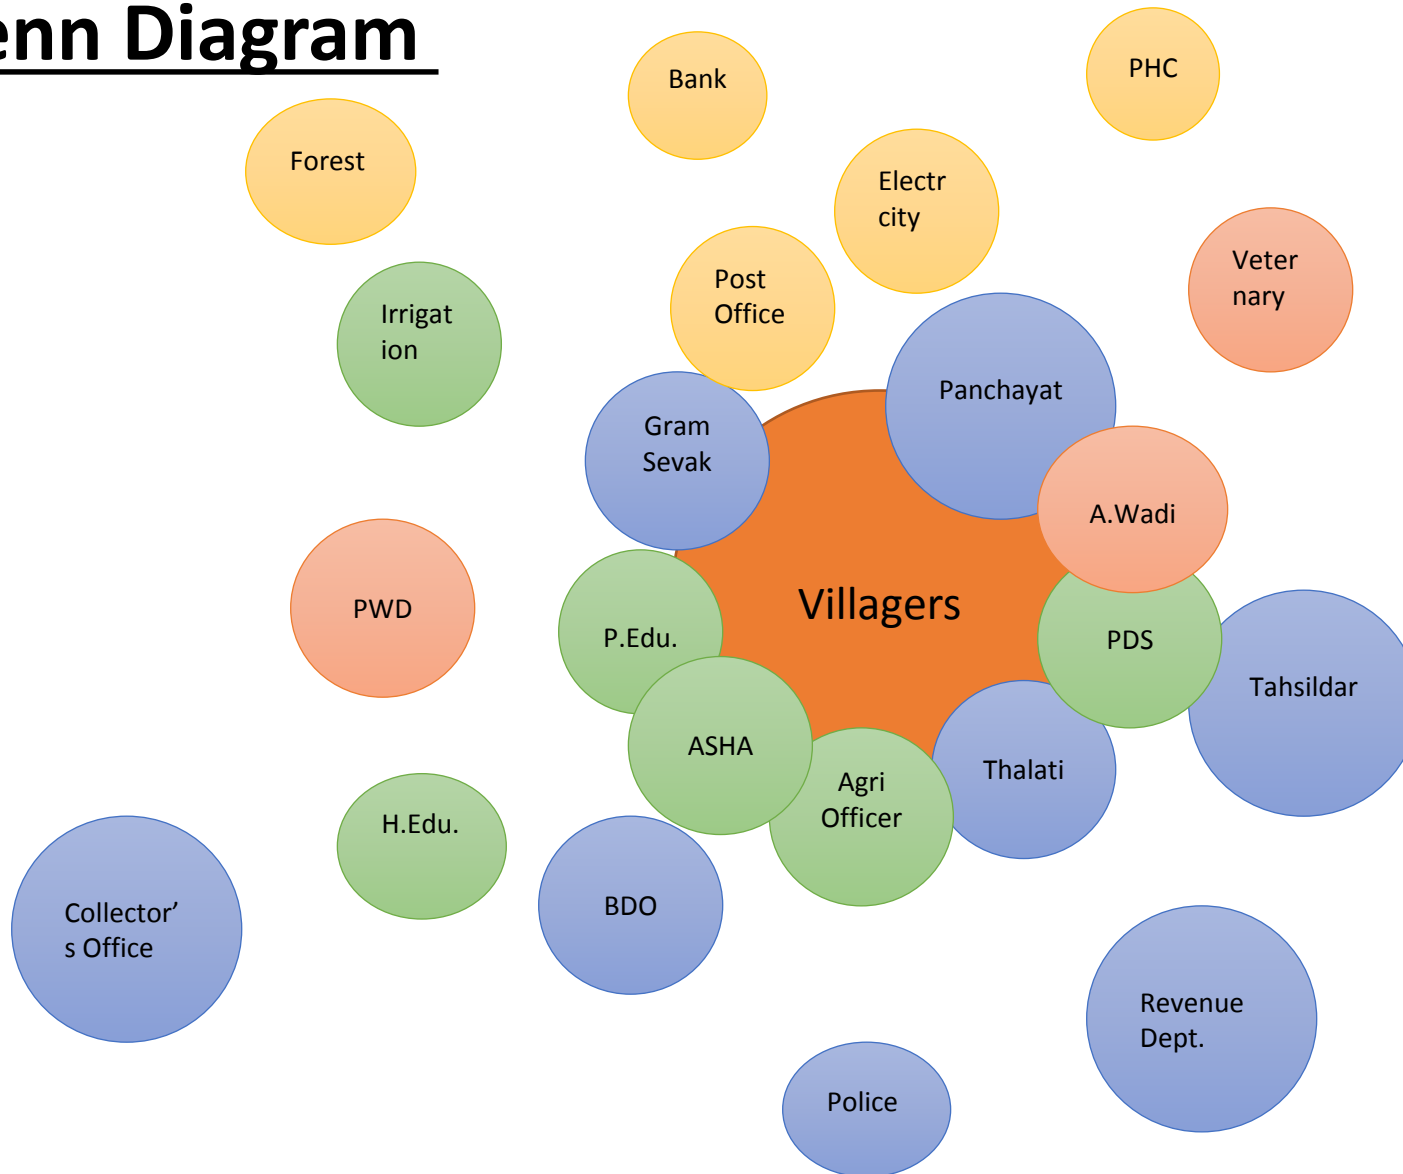 enn Diagram
Bank
PHC
Forest
Electr
city
Veter
nary
Post
Office
Irrigat
ion
Panchayat
Gram
Sevak
A.Wadi
Villagers
PWD
P.Edu.
PDS
Tahsildar
ASHA
Thalati
Agri
Officer
H.Edu.
BDO
Collector’
s Office
Revenue
Dept.
Police